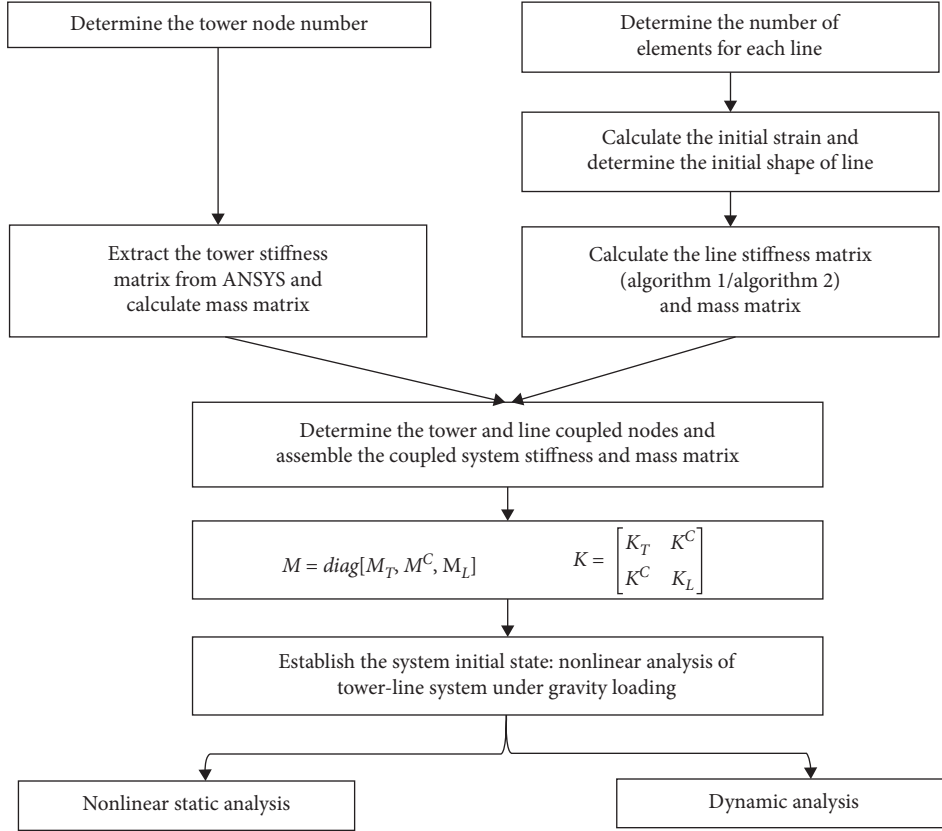 Determine the tower node number
Determine the number of
elements for each line
Calculate the initial strain and
determine the initial shape of line
Extract the tower stiffness
matrix from ANSYS and
calculate mass matrix
Calculate the line stiffness matrix
(algorithm 1/algorithm 2)
and mass matrix
Determine the tower and line coupled nodes and
assemble the coupled system stiffness and mass matrix
M = diag[M_T, M^C, M_L]
K = [K_T K^C
K^C K_L]
Establish the system initial state: nonlinear analysis of
tower-line system under gravity loading
Nonlinear static analysis
Dynamic analysis